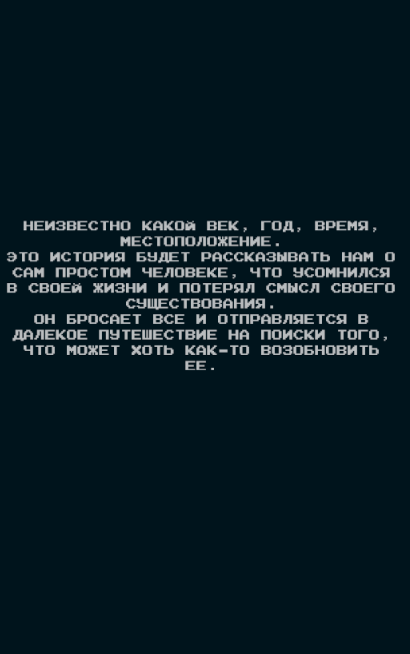 НЕИЗВЕСТНО КАКОЙ ВЕК, ГОД, ВРЕМЯ,
МЕСТОПОЛОЖЕНИЕ.
ЭТО ИСТОРИЯ БУДЕТ РАССКАЗЫВАТЬ НАМ О
САМ ПРОСТОМ ЧЕЛОВЕКЕ, ЧТО УСОМНИЛСЯ
В СВОЕЙ ЖИЗНИ И ПОТЕРЯЛ СМЫСЛ СВОЕГО
СУЩЕСТВОВАНИЯ.
ОН БРОСАЕТ ВСЕ И ОТПРАВЛЯЕТСЯ В
ДАЛЕКОЕ ПУТЕШЕСТВИЕ НА ПОИСКИ ТОГО,
ЧТО МОЖЕТ ХОТЬ КАК-ТО ВОЗОБНОВИТЬ
ЕЕ.